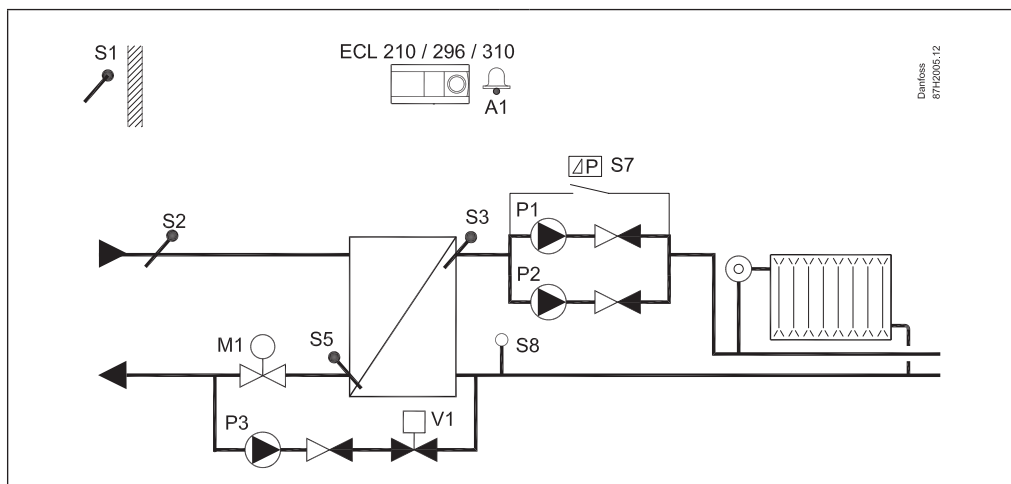 S1
ECL 210 / 296 / 310
A1
Danfoss
87H2005.12
⊿P S7
S2
S3
P1
P2
M1
S5
S8
P3
V1